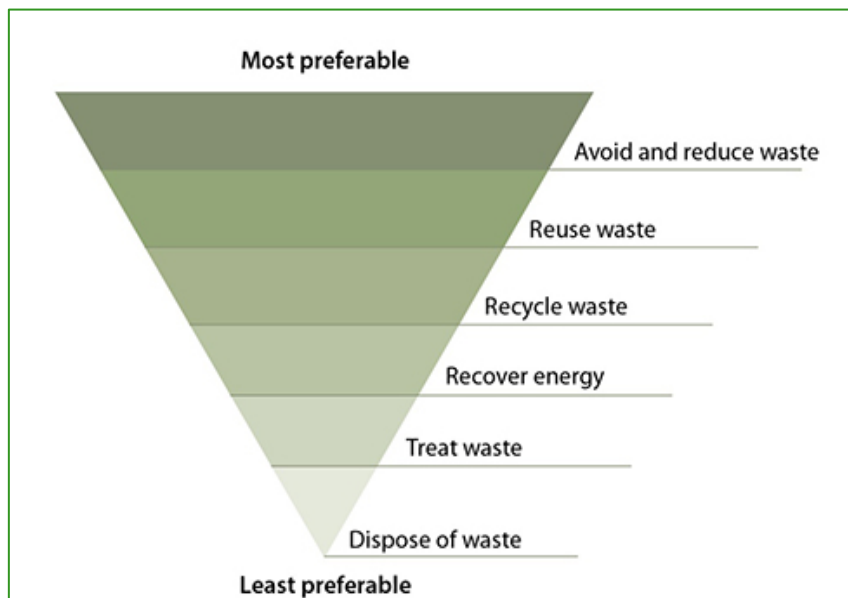 Most preferable
Avoid and reduce waste
Reuse waste
Recycle waste
Recover energy
Treat waste
Dispose of waste
Least preferable